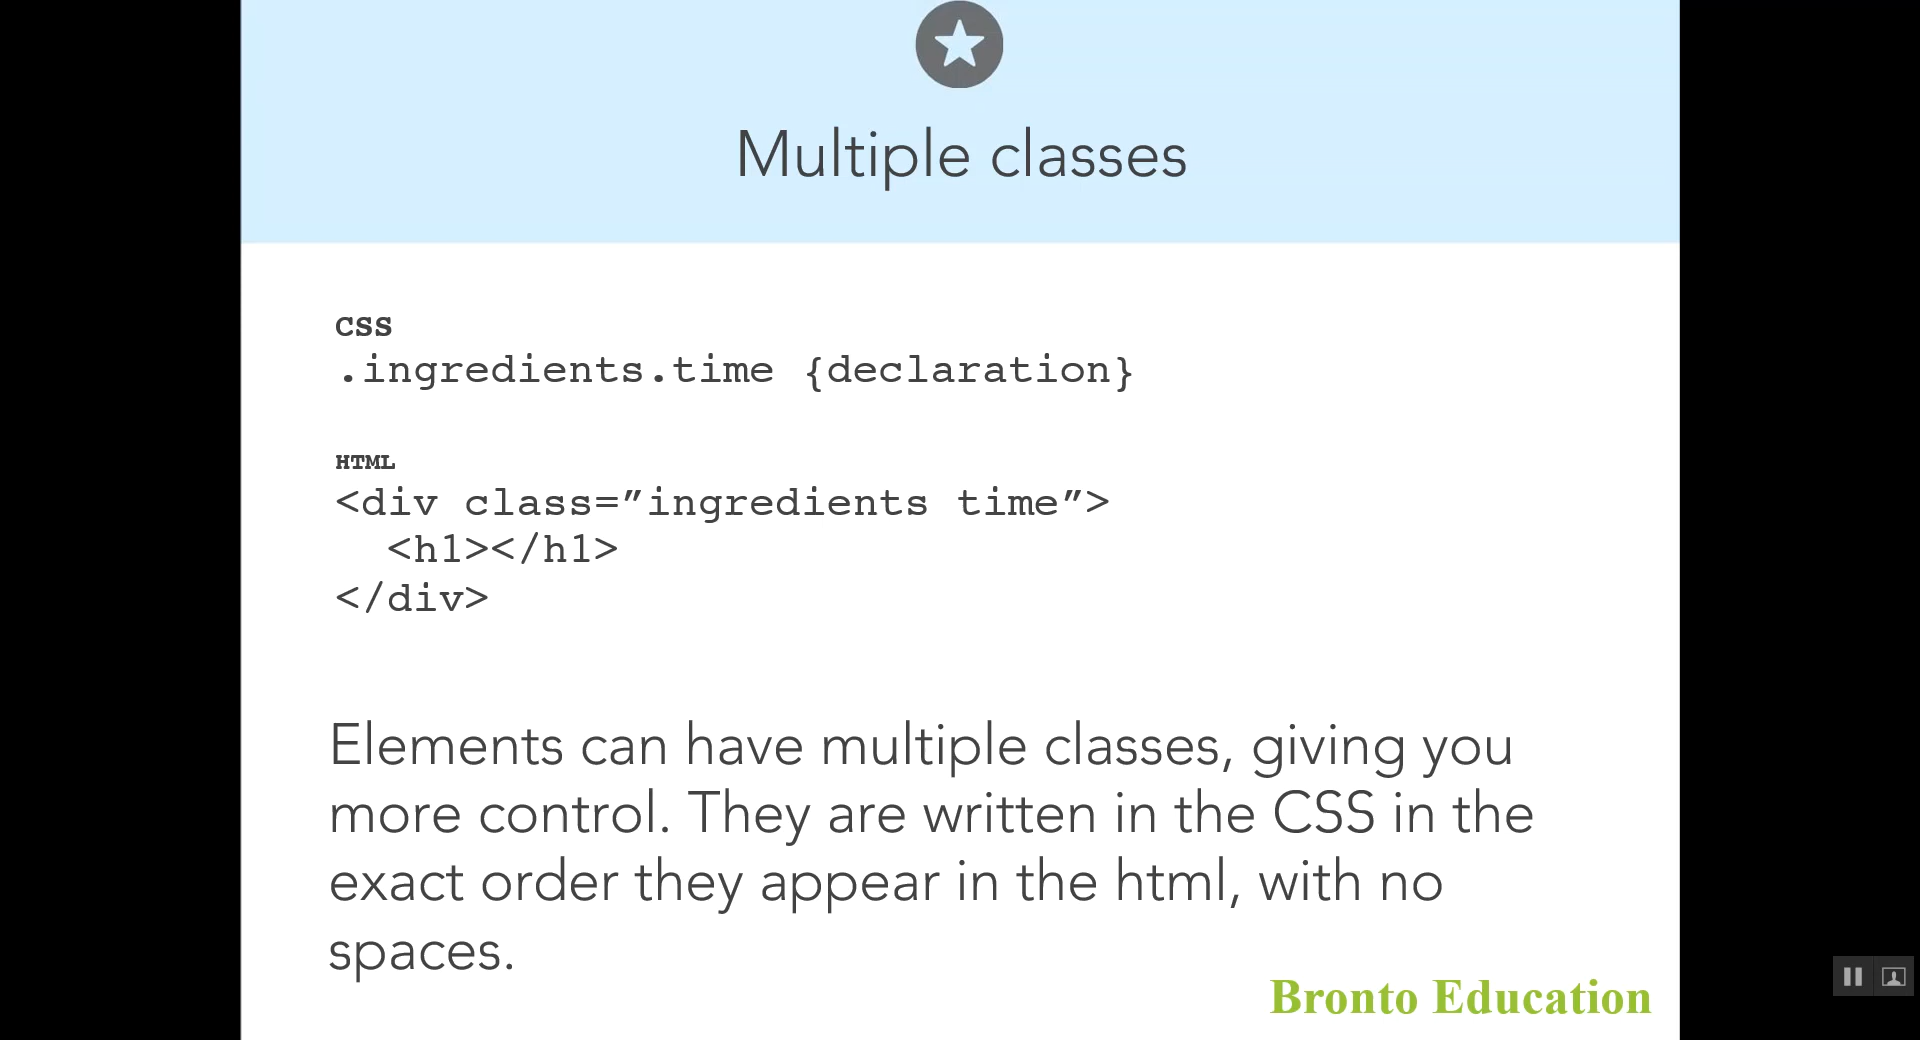 Multiple classes
CSS
.ingredients.time {declaration}
HTML
<div class=”ingredients time”>
<h1></h1>
</div>
Elements can have multiple classes, giving you
more control. They are written in the CSS in the
exact order they appear in the html, with no
spaces.
Bronto Education